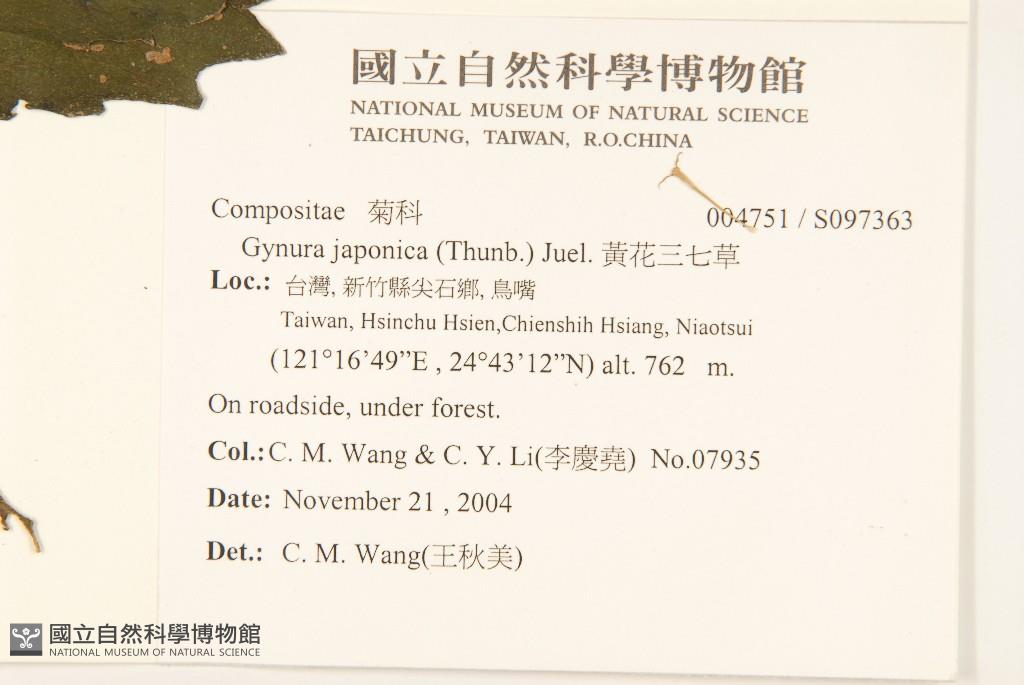 國立自然科學博物館
NATIONAL MUSEUM OF NATURAL SCIENCE
TAICHUNG, TAIWAN, R.O.CHINA
Compositae 菊科 004751 / S097363
Gynura japonica (Thunb.) Juel. 黃花三七草
Loc.: 台灣, 新竹縣尖石鄉, 鳥嘴
Taiwan, Hsinchu Hsien,Chienshih Hsiang, Niaotsui
(121°16’49”E , 24°43’12”N) alt. 762 m.
On roadside, under forest.
Col.: C. M. Wang & C. Y. Li(李慶堯) No.07935
Date: November 21 , 2004
Det.: C. M. Wang(王秋美)
國立自然科學博物館
NATIONAL MUSEUM OF NATURAL SCIENCE